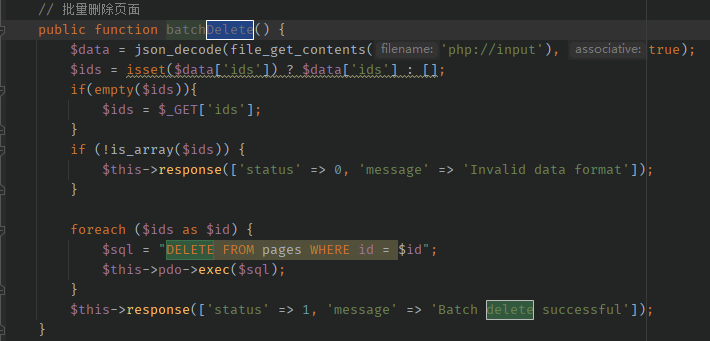 // 批量删除页面
public function batchDelete() {
$data = json_decode(file_get_contents( filename: 'php://input'), associative: true);
$ids = isset($data['ids']) ? $data['ids'] : [];
if(empty($ids)){
$ids = $_GET['ids'];
}
if (!is_array($ids)) {
$this->response(['status' => 0, 'message' => 'Invalid data format']);
}
foreach ($ids as $id) {
$sql = "DELETE FROM pages WHERE id = $id";
$this->pdo->exec($sql);
}
$this->response(['status' => 1, 'message' => 'Batch delete successful']);
}